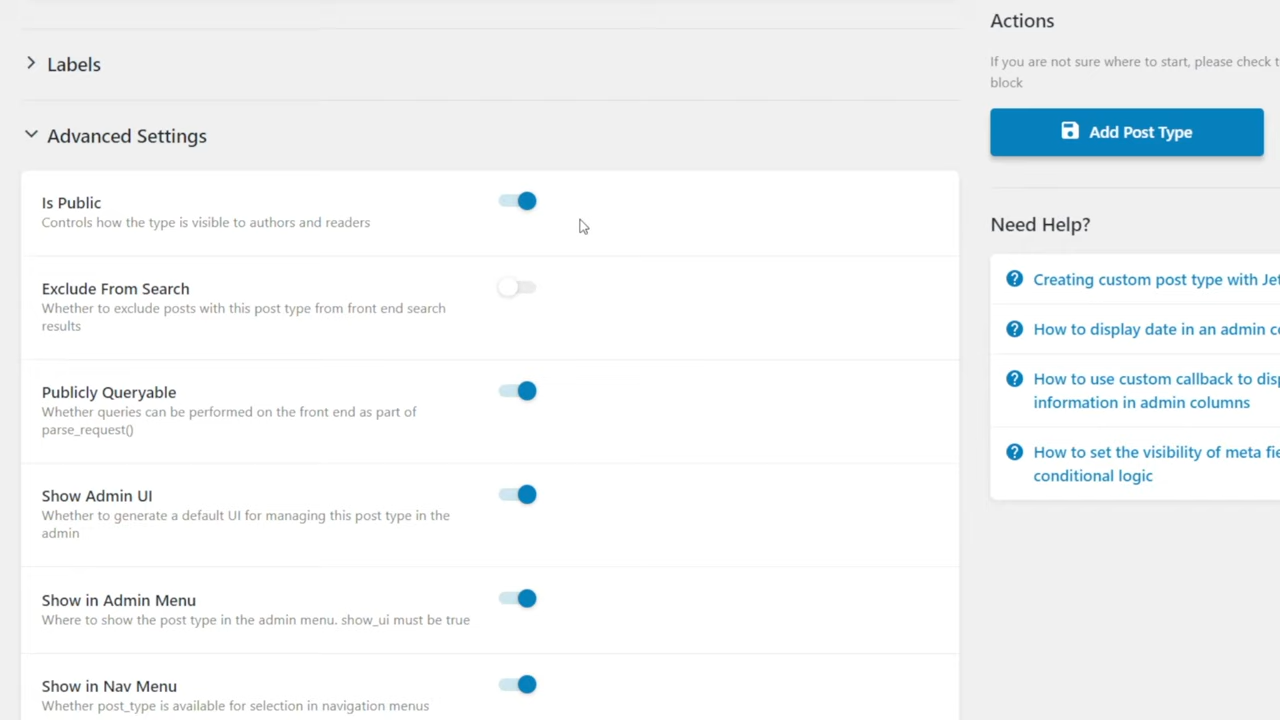 Labels
Advanced Settings
Is Public
Controls how the type is visible to authors and readers
Exclude From Search
Whether to exclude posts with this post type from front end search
results
Publicly Queryable
Whether queries can be performed on the front end as part of
parse_request()
Show Admin UI
Whether to generate a default UI for managing this post type in the
admin
Show in Admin Menu
Where to show the post type in the admin menu. show_ui must be true
Show in Nav Menu
Whether post_type is available for selection in navigation menus
Actions
If you are not sure where to start, please check
block
Add Post Type
Need Help?
Creating custom post type with
How to display date in an admin
How to use custom callback to
information in admin columns
How to set the visibility of meta
conditional logic